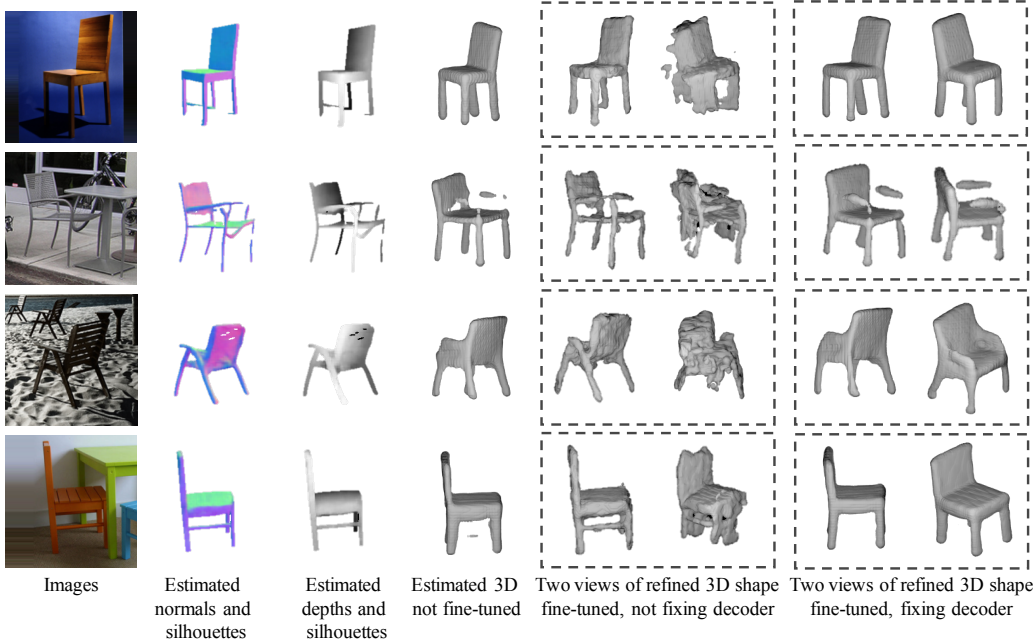 Images
Estimated
normals and
silhouettes
Estimated
depths and
silhouettes
Estimated 3D
not fine-tuned
Two views of refined 3D shape
fine-tuned, not fixing decoder
Two views of refined 3D shape
fine-tuned, fixing decoder